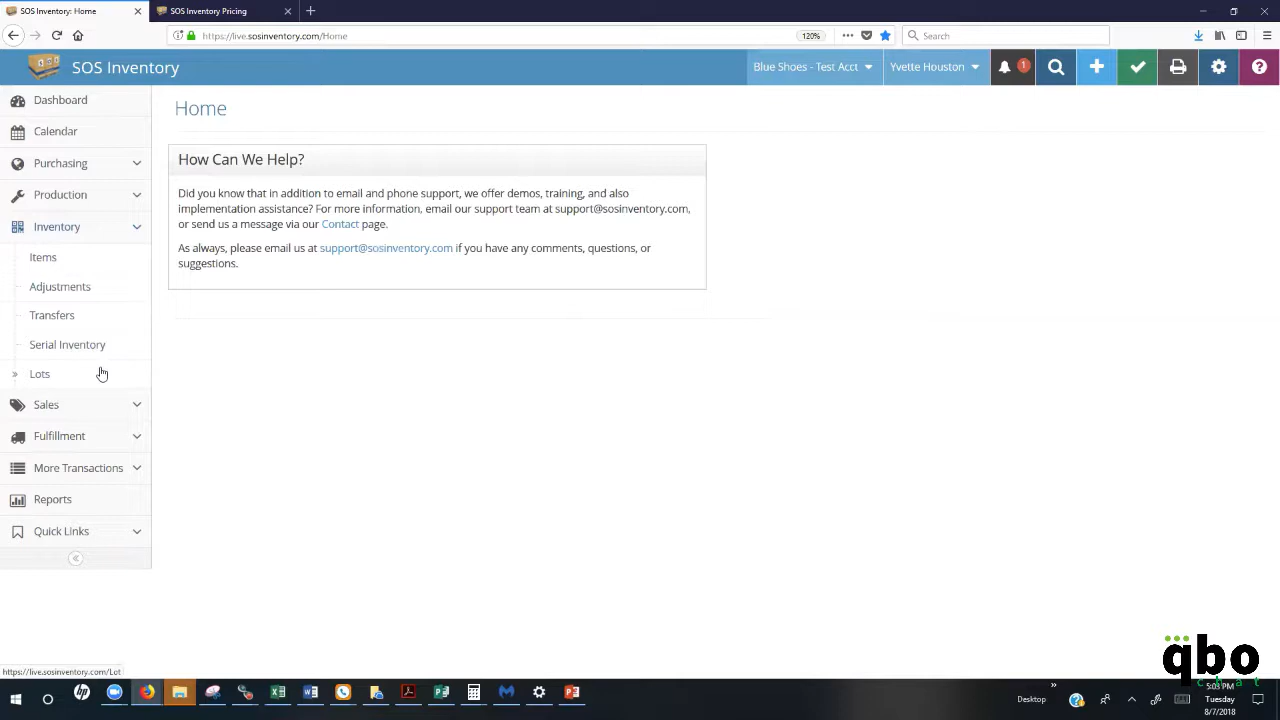 SOS Inventory: Home
SOS Inventory Pricing
https://live.sosinventory.com/Home
120%
Search
SOS Inventory
Blue Shoes - Test Acct
Yvette Houston
1
Dashboard
Calendar
Purchasing
Production
Inventory
Items
Adjustments
Transfers
Serial Inventory
Lots
Sales
Fulfillment
More Transactions
Reports
Quick Links
Home
How Can We Help?
Did you know that in addition to email and phone support, we offer demos, training, and also
implementation assistance? For more information, email our support team at support@sosinventory.com,
or send us a message via our Contact page.
As always, please email us at support@sosinventory.com if you have any comments, questions, or
suggestions.
https://live.sosinventory.com/Lot
qbo
chat
Desktop
5:03 PM
Tuesday
8/7/2018